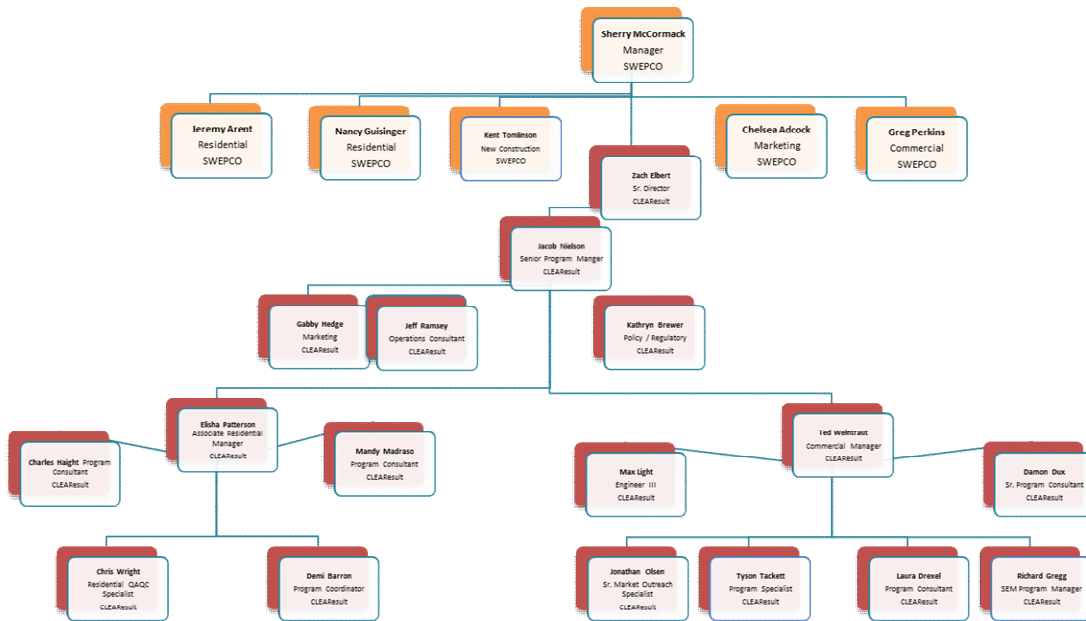 Sherry McCormack
Manager
SWEPCO
Jeremy Arent
Residential
SWEPCO
Nancy Guisinger
Residential
SWEPCO
Kent Tomlinson
New Construction
SWEPCO
Chelsea Adcock
Marketing
SWEPCO
Greg Perkins
Commercial
SWEPCO
Zach Elbert
Sr. Director
CLEAResult
Jacob Nielson
Senior Program Manger
CLEAResult
Gabby Hedge
Marketing
CLEAResult
Jeff Ramsey
Operations Consultant
CLEAResult
Kathryn Brewer
Policy / Regulatory
CLEAResult
Elisha Patterson
Associate Residential
Manager
CLEAResult
Ted Weintraut
Commercial Manager
CLEAResult
Charles Haight Program
Consultant
CLEAResult
Mandy Madraso
Program Consultant
CLEAResult
Max Light
Engineer III
CLEAResult
Damon Dux
Sr. Program Consultant
CLEAResult
Chris Wright
Residential QAQC
Specialist
CLEAResult
Demi Barron
Program Coordinator
CLEAResult
Jonathan Olsen
Sr. Market Outreach
Specialist
CLEAResult
Tyson Tackett
Program Specialist
CLEAResult
Laura Drexel
Program Consultant
CLEAResult
Richard Gregg
SEM Program Manager
CLEAResult